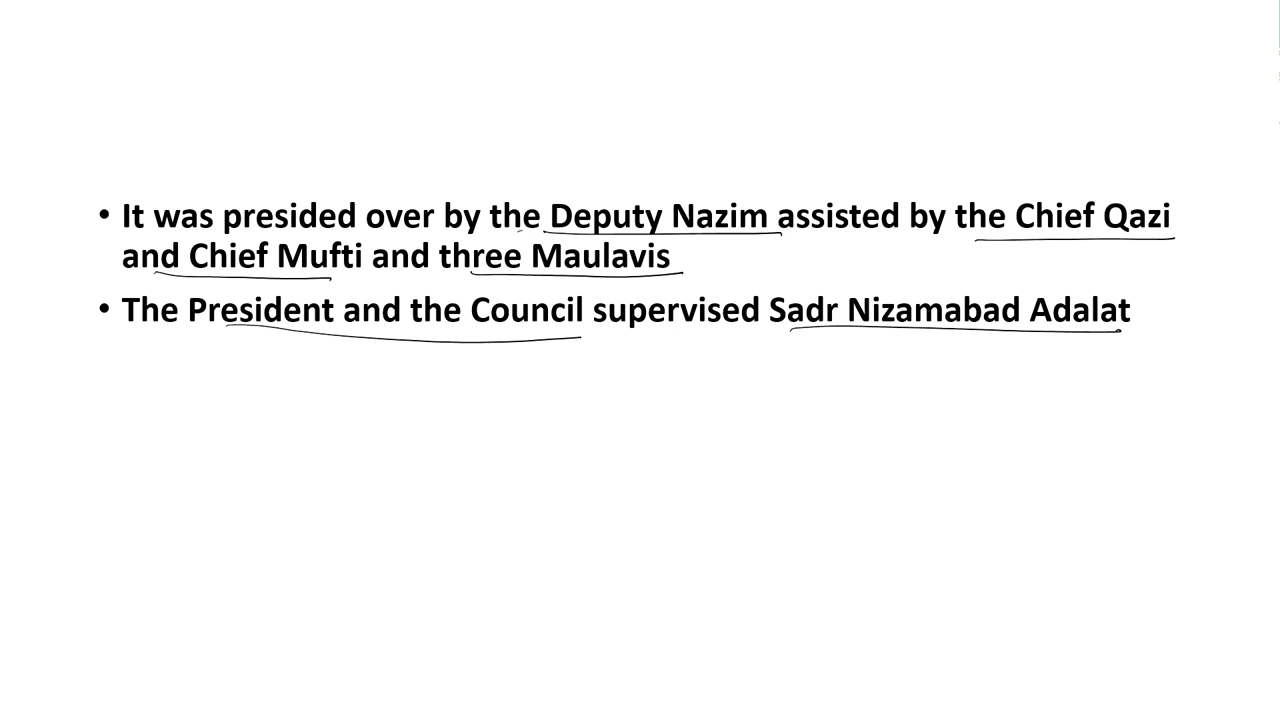 • It was presided over by the Deputy Nazim assisted by the Chief Qazi
and Chief Mufti and three Maulavis
• The President and the Council supervised Sadr Nizamabad Adalat